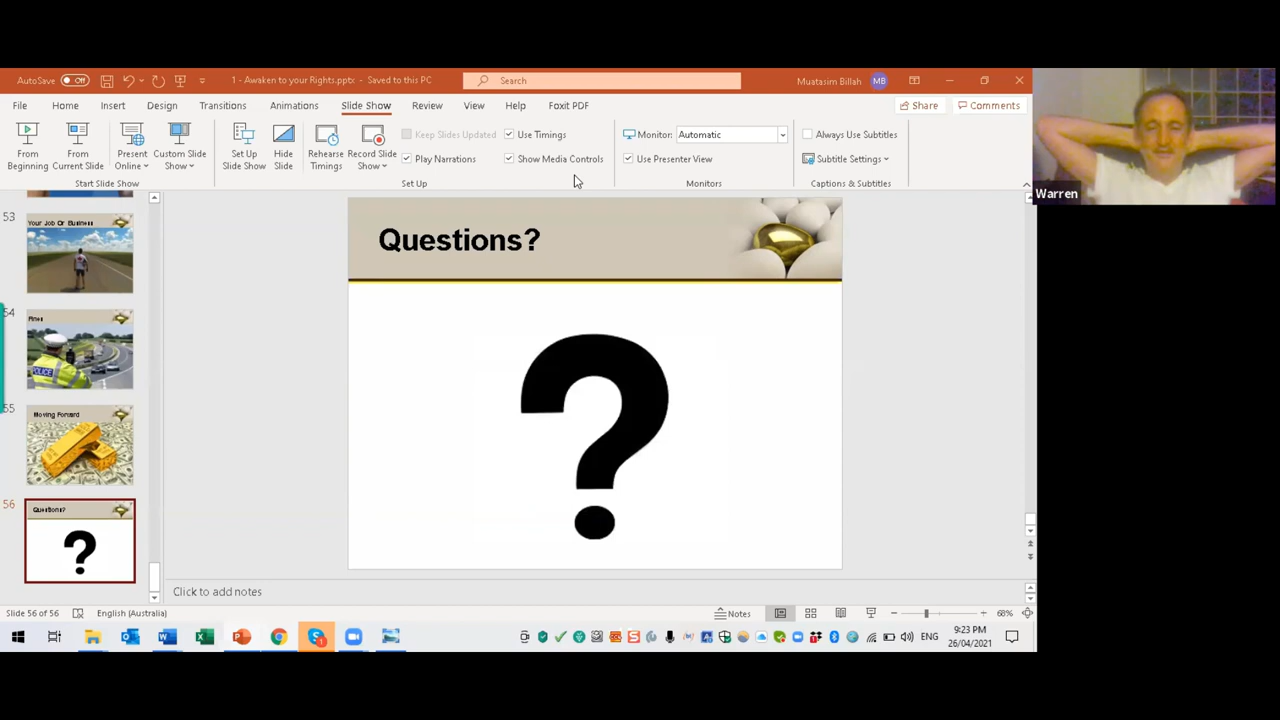 AutoSave Off 1 - Awaken to your Rights.pptx - Saved to this PC Search Muatasim Billah MB
File Home Insert Design Transitions Animations Slide Show Review View Help Foxit PDF Share Comments
From Beginning
From Current Slide
Present Online
Custom Slide Show
Start Slide Show
Set Up Slide Show
Hide Slide
Rehearse Timings
Record Slide Show
Keep Slides Updated
Play Narrations
Use Timings
Show Media Controls
Set Up
Monitor: Automatic
Use Presenter View
Monitors
Always Use Subtitles
Subtitle Settings
Captions & Subtitles
Warren
53
Your Job Or Business
54
Fines
POLICE
55
Moving Forward
56
Questions?
?
Questions?
?
Click to add notes
Slide 56 of 56 English (Australia) Notes 68%
ENG
9:23 PM
26/04/2021